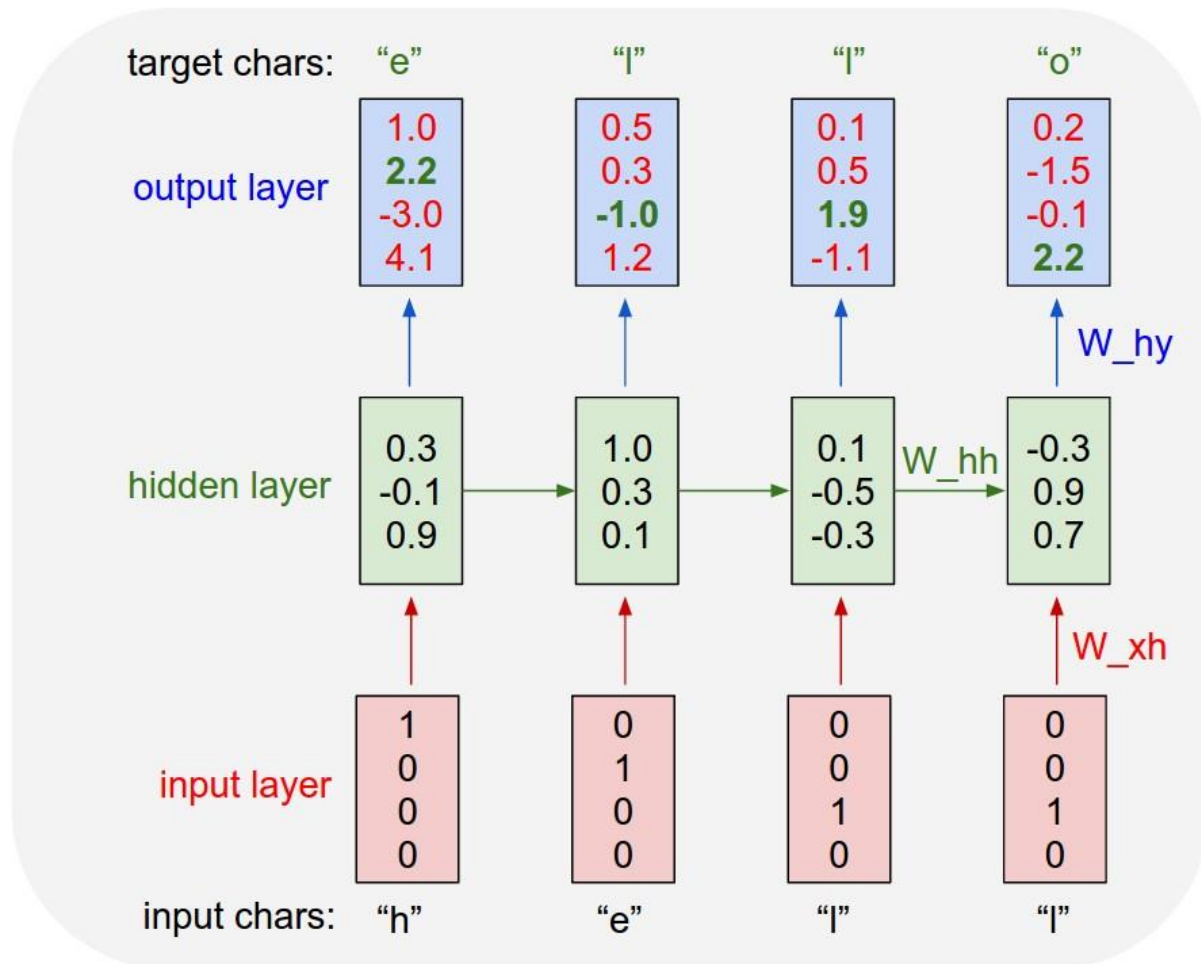 target chars: “e” “l” “l” “o”
output layer
1.0 0.5 0.1 0.2
2.2 0.3 0.5 -1.5
-3.0 -1.0 1.9 -0.1
4.1 1.2 -1.1 2.2
W_hy
hidden layer
0.3 1.0 0.1 -0.3
-0.1 0.3 -0.5 0.9
0.9 0.1 -0.3 0.7
W_hh
W_xh
input layer
1 0 0 0
0 1 0 0
0 0 1 1
0 0 0 0
input chars: “h” “e” “l” “l”